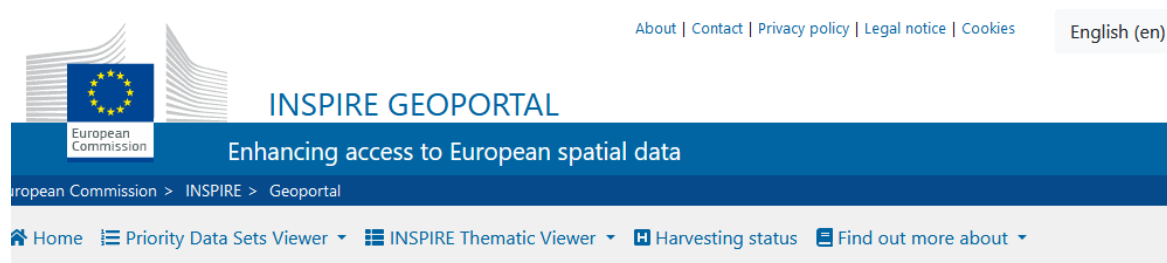 About | Contact | Privacy policy | Legal notice | Cookies
English (en)
INSPIRE GEOPORTAL
European
Commission
Enhancing access to European spatial data
uropean Commission > INSPIRE > Geoportal
Home Priority Data Sets Viewer INSPIRE Thematic Viewer H Harvesting status Find out more about